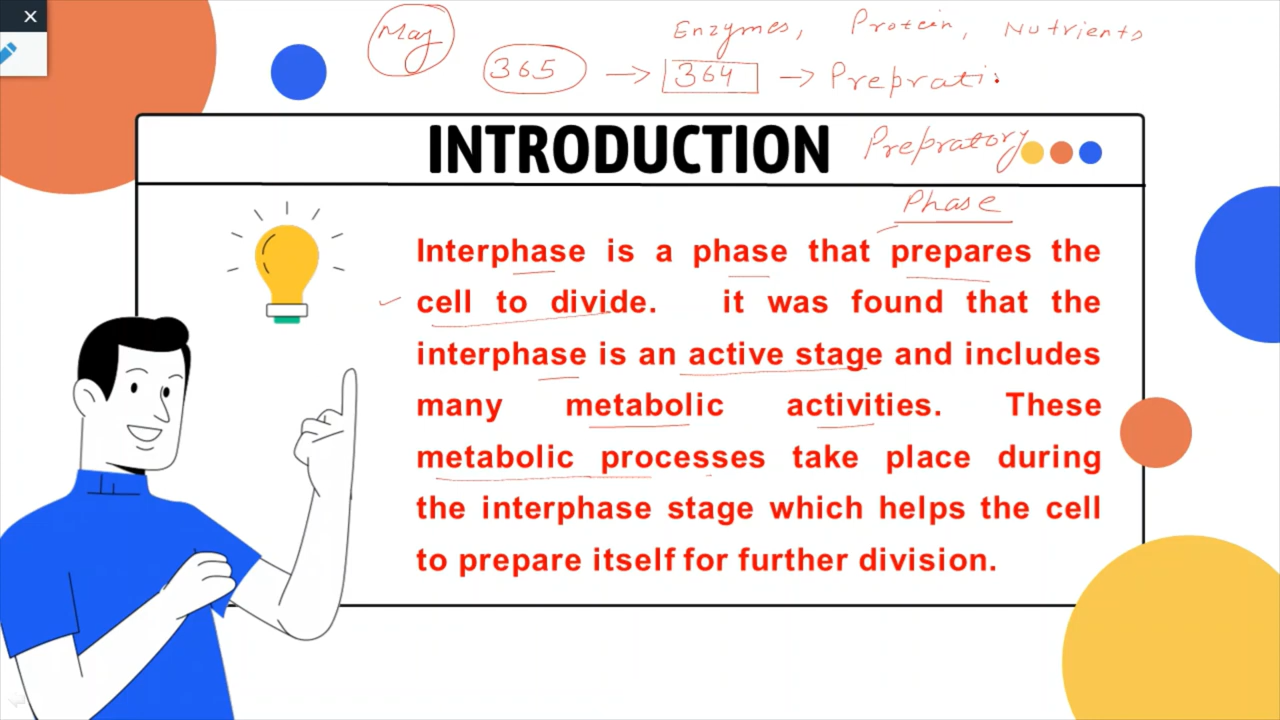 Enzymes, Protein, Nutrients
May
365 → 364 → Preprati
INTRODUCTION
Prepratory
Phase
Interphase is a phase that prepares the
cell to divide. it was found that the
interphase is an active stage and includes
many metabolic activities. These
metabolic processes take place during
the interphase stage which helps the cell
to prepare itself for further division.